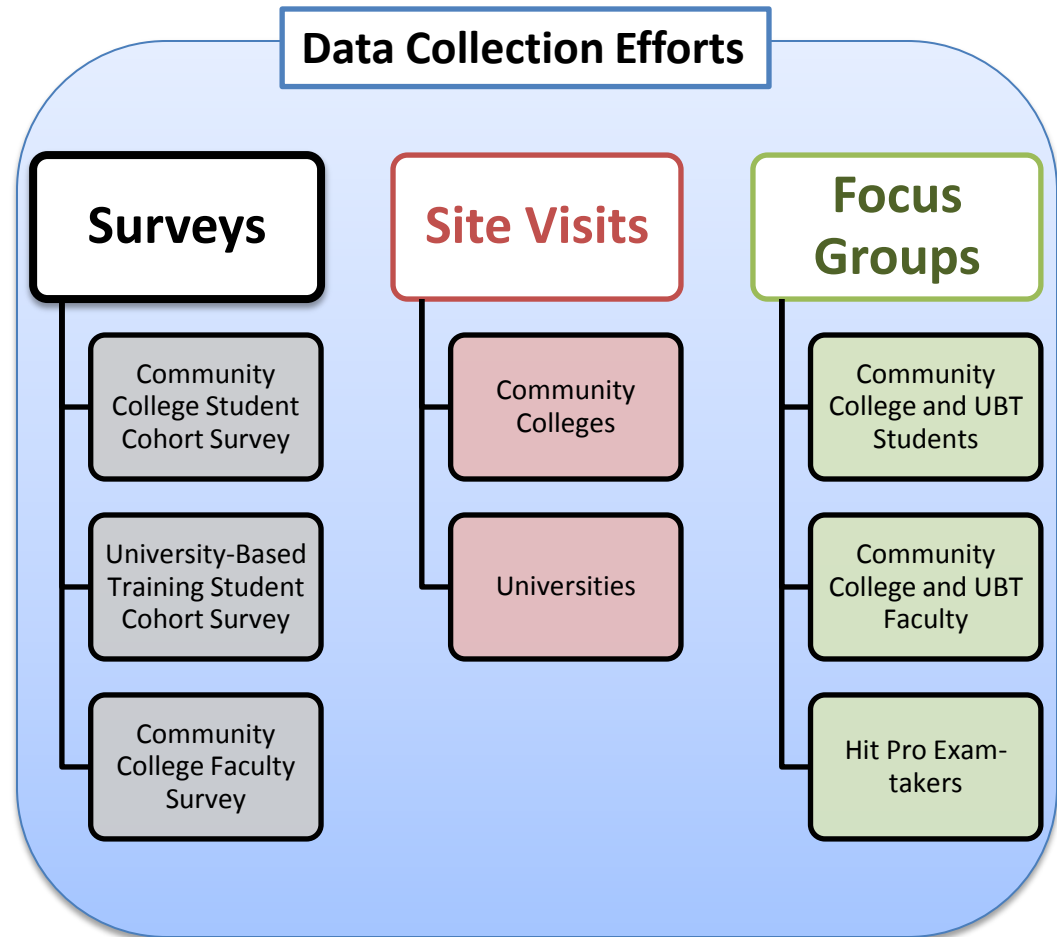 Data Collection Efforts
Surveys
Community
College Student
Cohort Survey
University-Based
Training Student
Cohort Survey
Community
College Faculty
Survey
Site Visits
Community
Colleges
Universities
Focus
Groups
Community
College and UBT
Students
Community
College and UBT
Faculty
Hit Pro Exam-
takers